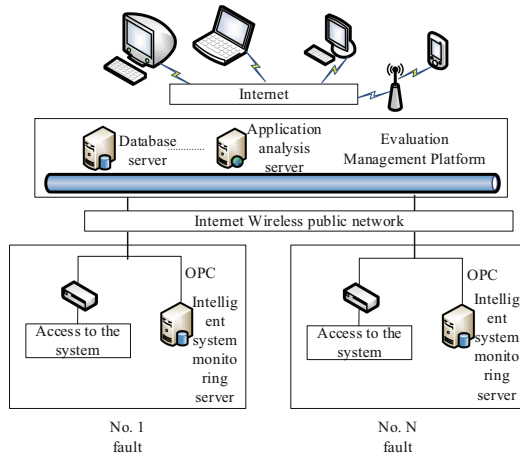 Internet
Database
server
Application
analysis
server
Evaluation
Management Platform
Internet Wireless public network
OPC
Intellig
ent
system
monito
ring
server
Access to the
system
No. 1
fault
OPC
Intellig
ent
system
monito
ring
server
Access to the
system
No. N
fault